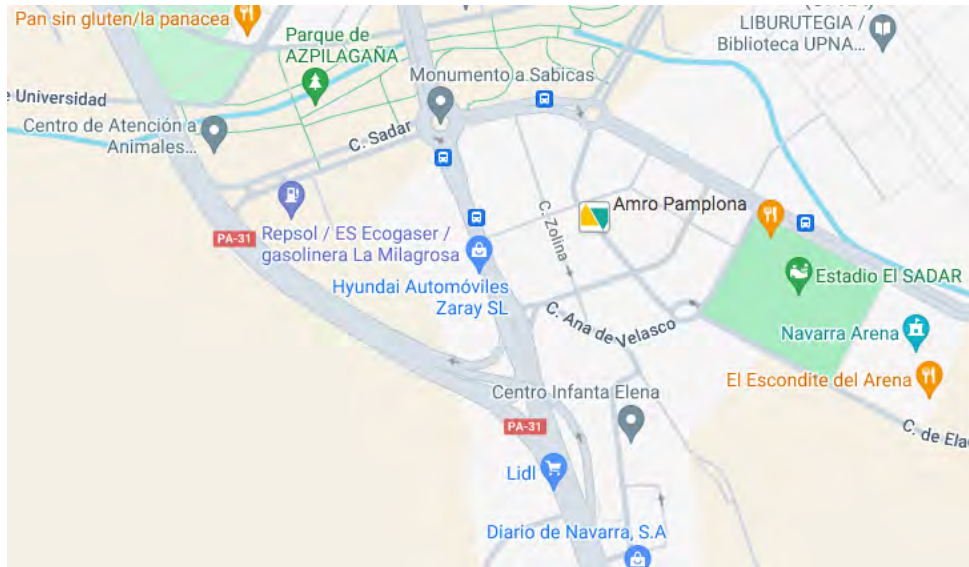 Pan sin gluten/la panacea
Parque de
AZPILAGAÑA
LIBURUTEGIA /
Biblioteca UPNA...
Monumento a Sabicas
e Universidad
Centro de Atención a
Animales...
C. Sadar
Amro Pamplona
C. Zolina
PA-31
Repsol / ES Ecogaser /
gasolinera La Milagrosa
Hyundai Automóviles
Zaray SL
Estadio El SADAR
C. Ana de Velasco
Navarra Arena
El Escondite del Arena
Centro Infanta Elena
PA-31
C. de Elac
Lidl
Diario de Navarra, S.A